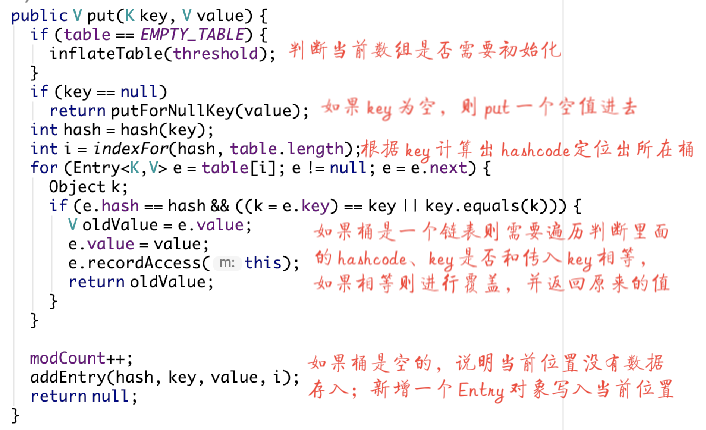 public V put(K key, V value) {
if (table == EMPTY_TABLE) {
inflateTable(threshold); 判断当前数组是否需要初始化
}
if (key == null)
return putForNullKey(value); 如果key为空，则put一个空值进去
int hash = hash(key);
int i = indexFor(hash, table.length); 根据key计算出hashcode定位出所在桶
for (Entry<K,V> e = table[i]; e != null; e = e.next) {
Object k;
if (e.hash == hash && ((k = e.key) == key || key.equals(k))) {
V oldValue = e.value; 如果桶是一个链表则需要遍历判断里面
e.value = value; 的hashcode、key是否和传入key相等，
e.recordAccess( m: this);
return oldValue; 如果相等则进行覆盖，并返回原来的值
}
}
modCount++; 如果桶是空的，说明当前位置没有数据
addEntry(hash, key, value, i); 存入；新增一个Entry对象写入当前位置
return null;
}